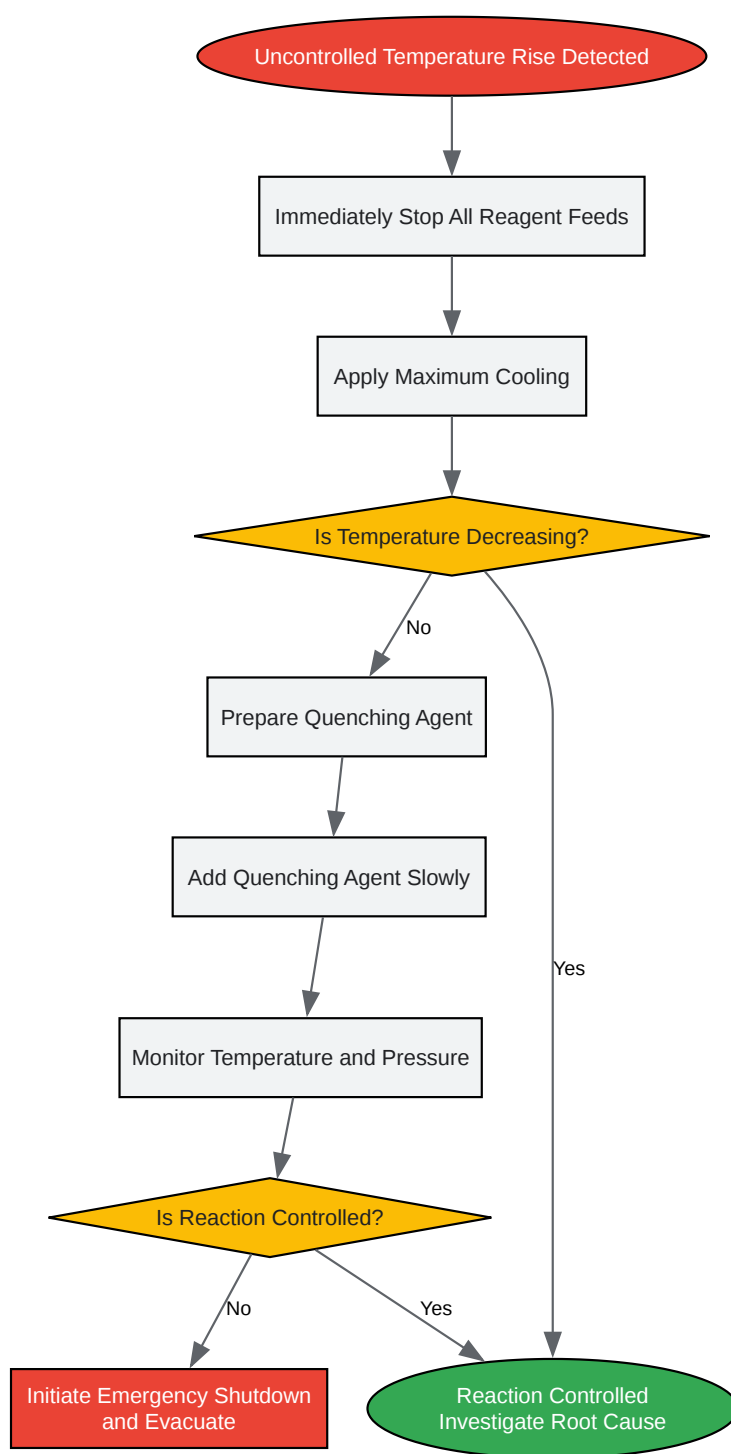 Uncontrolled Temperature Rise Detected
Immediately Stop All Reagent Feeds
Apply Maximum Cooling
Is Temperature Decreasing?
No
Prepare Quenching Agent
Add Quenching Agent Slowly
Yes
Monitor Temperature and Pressure
Is Reaction Controlled?
No
Yes
Initiate Emergency Shutdown
and Evacuate
Reaction Controlled
Investigate Root Cause